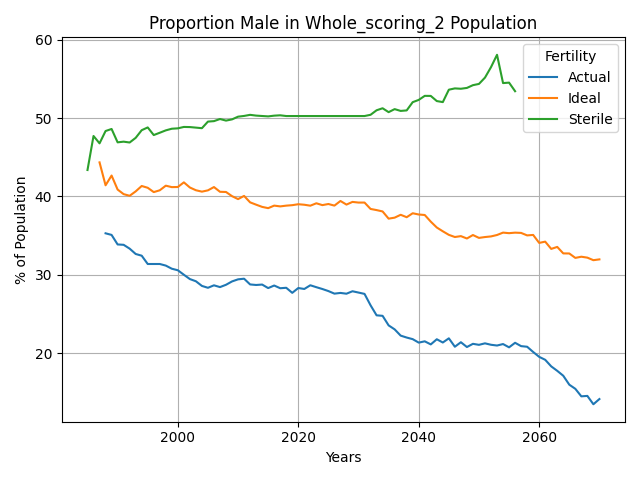 Proportion Male in Whole_scoring_2 Population
% of Population
60
50
40
30
20
Fertility
Actual
Ideal
Sterile
2000
2020
2040
2060
Years